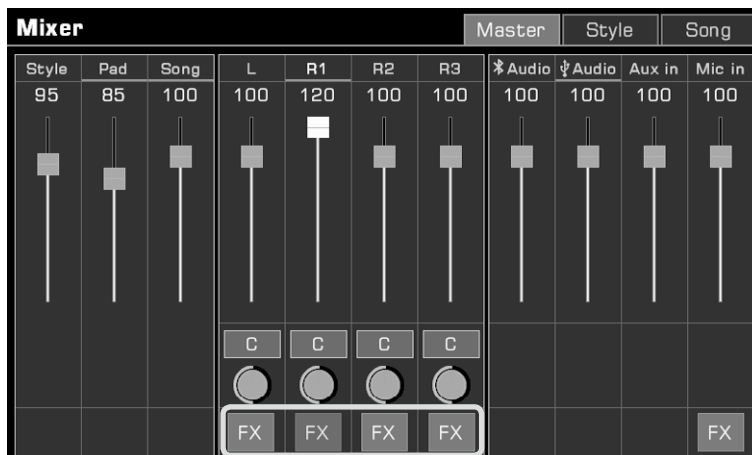 Mixer Master Style Song
Style Pad Song L R1 R2 R3 Audio Audio Aux in Mic in
95 85 100 100 120 100 100 100 100 100 100
C C C C
FX FX FX FX FX